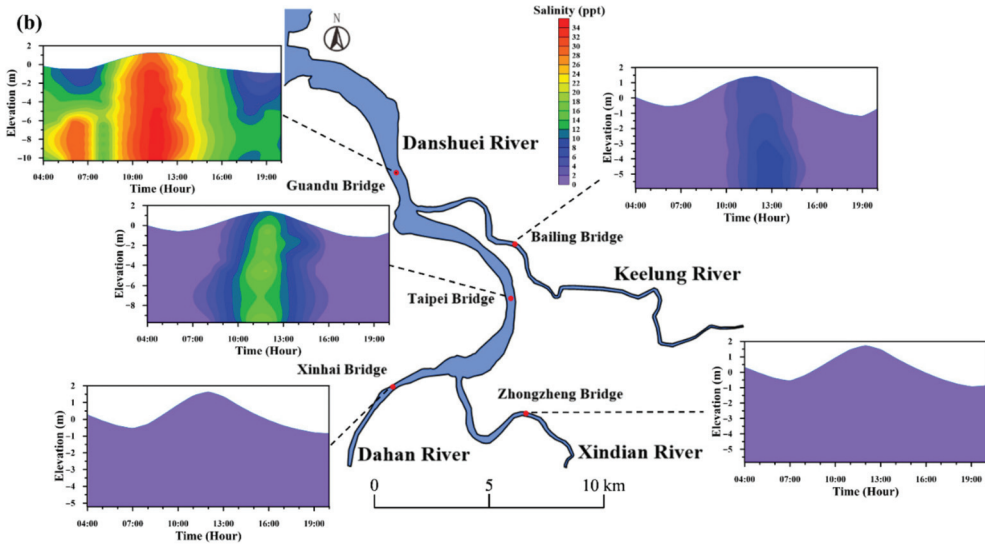 (b)
N
Salinity (ppt)
36
34
32
30
28
26
24
22
20
18
16
14
12
10
8
6
4
2
0
Elevation (m)
2
0
−2
−4
−6
−8
−10
04:00 07:00 10:00 13:00 16:00 19:00
Time (Hour)
Danshuei River
Guandu Bridge
Elevation (m)
2
1
0
−1
−2
−3
−4
−5
04:00 07:00 10:00 13:00 16:00 19:00
Time (Hour)
Bailing Bridge
Keelung River
Elevation (m)
2
0
−2
−4
−6
−8
04:00 07:00 10:00 13:00 16:00 19:00
Time (Hour)
Taipei Bridge
Xinhai Bridge
Elevation (m)
2
1
0
−1
−2
−3
−4
−5
04:00 07:00 10:00 13:00 16:00 19:00
Time (Hour)
Zhongzheng Bridge
Elevation (m)
2
1
0
−1
−2
−3
−4
−5
04:00 07:00 10:00 13:00 16:00 19:00
Time (Hour)
Dahan River
Xindian River
0 5 10 km